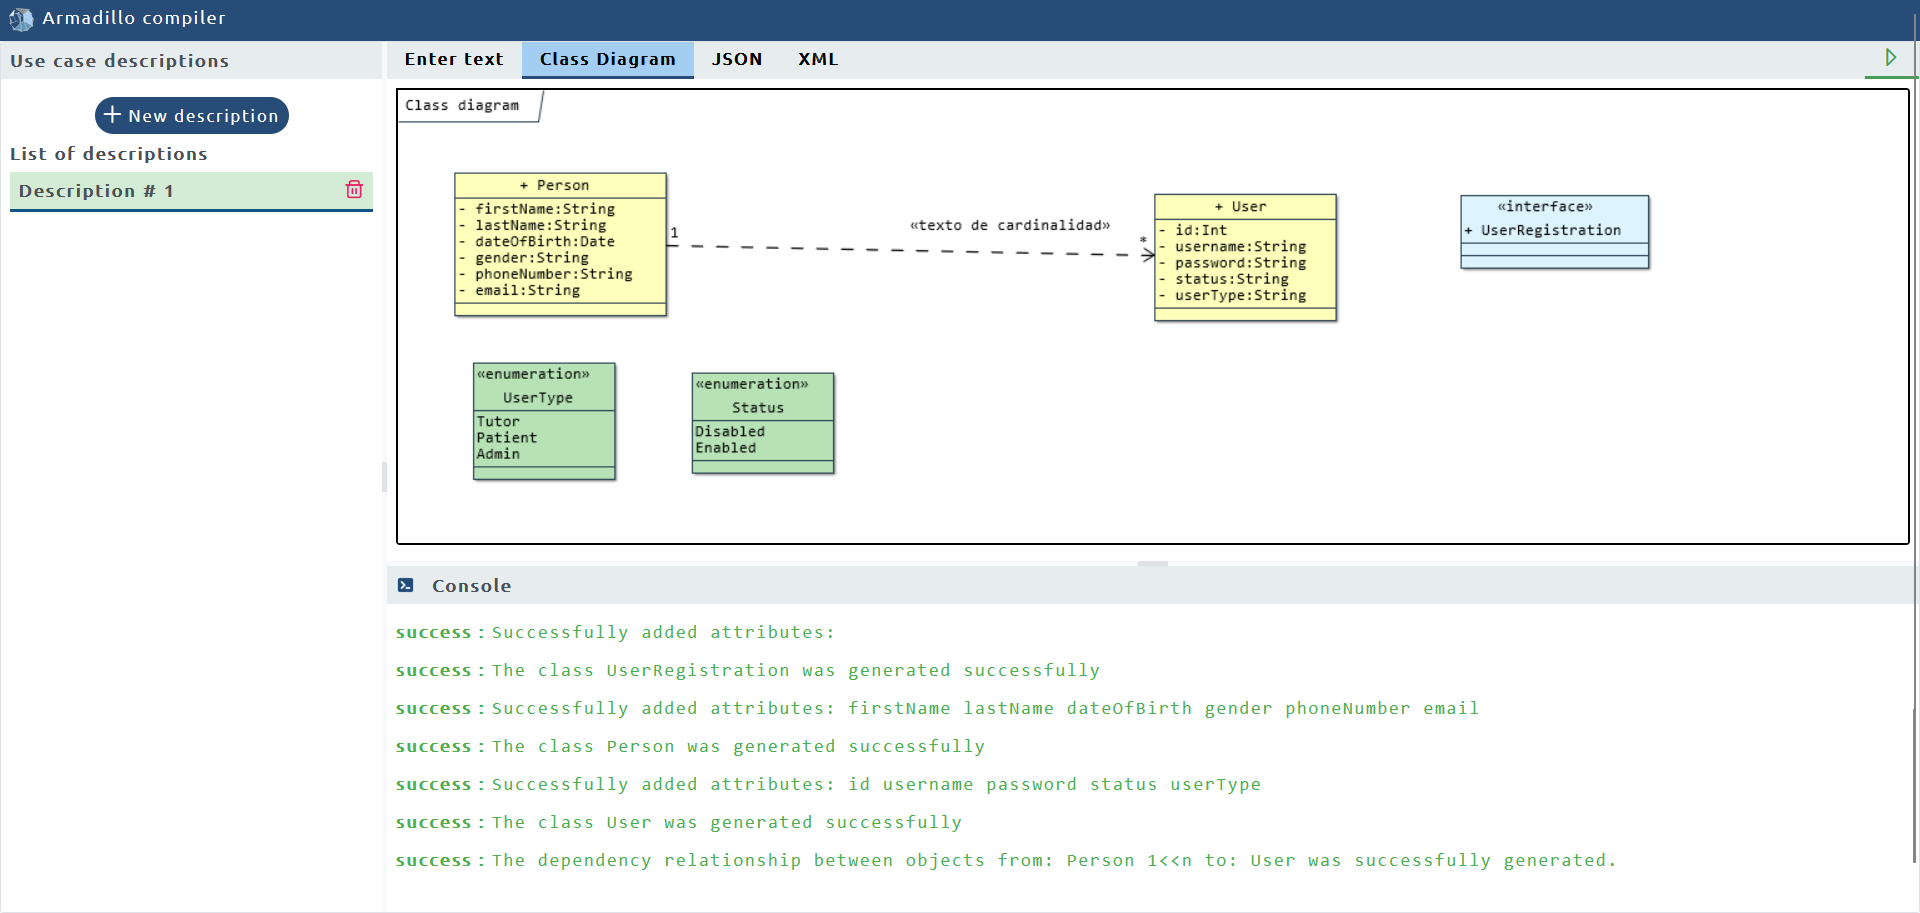 Armadillo compiler
Use case descriptions
+ New description
List of descriptions
Description # 1
Enter text Class Diagram JSON XML
Class diagram
+ Person
- firstName:String
- lastName:String
- dateOfBirth:Date
- gender:String
- phoneNumber:String
- email:String
1
«texto de cardinalidad»
*
+ User
- id:Int
- username:String
- password:String
- status:String
- userType:String
«interface»
+ UserRegistration
«enumeration»
UserType
Tutor
Patient
Admin
«enumeration»
Status
Disabled
Enabled
Console
success : Successfully added attributes:
success : The class UserRegistration was generated successfully
success : Successfully added attributes: firstName lastName dateOfBirth gender phoneNumber email
success : The class Person was generated successfully
success : Successfully added attributes: id username password status userType
success : The class User was generated successfully
success : The dependency relationship between objects from: Person 1<<n to: User was successfully generated.